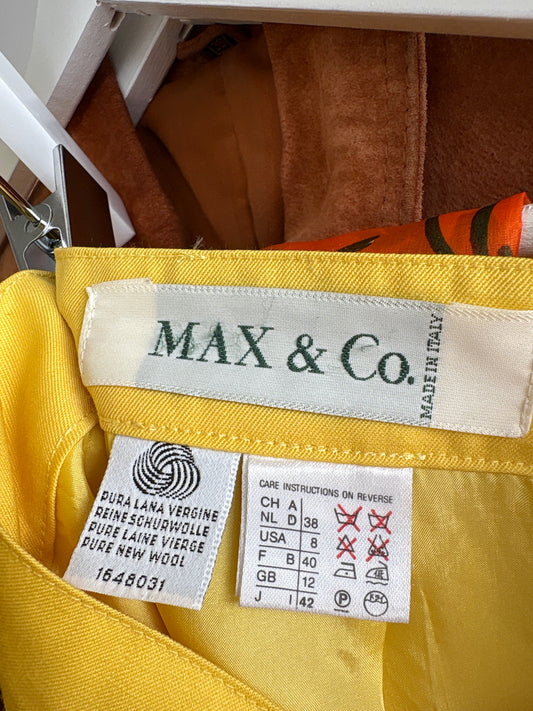 MAX & Co.
MADE IN ITALY
PURA LANA VERGINE
REINE SCHURWOLLE
PURE LAINE VIERGE
PURE NEW WOOL
1648031
CARE INSTRUCTIONS ON REVERSE
CH A
NL D 38
USA 8
F B 40
GB 12
J I 42
P